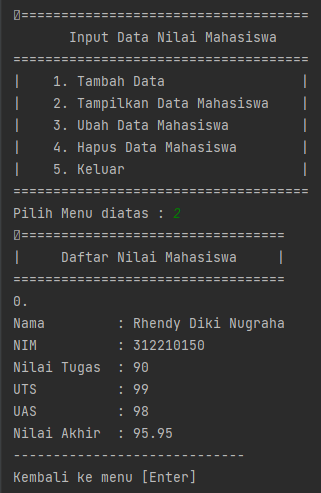 =====================================
Input Data Nilai Mahasiswa
=====================================
|    1. Tambah Data                 |
|    2. Tampilkan Data Mahasiswa    |
|    3. Ubah Data Mahasiswa         |
|    4. Hapus Data Mahasiswa        |
|    5. Keluar                      |
=====================================
Pilih Menu diatas : 2
==================================
|     Daftar Nilai Mahasiswa     |
==================================
0.
Nama         : Rhendy Diki Nugraha
NIM          : 312210150
Nilai Tugas  : 90
UTS          : 99
UAS          : 98
Nilai Akhir  : 95.95
-----------------------------
Kembali ke menu [Enter]